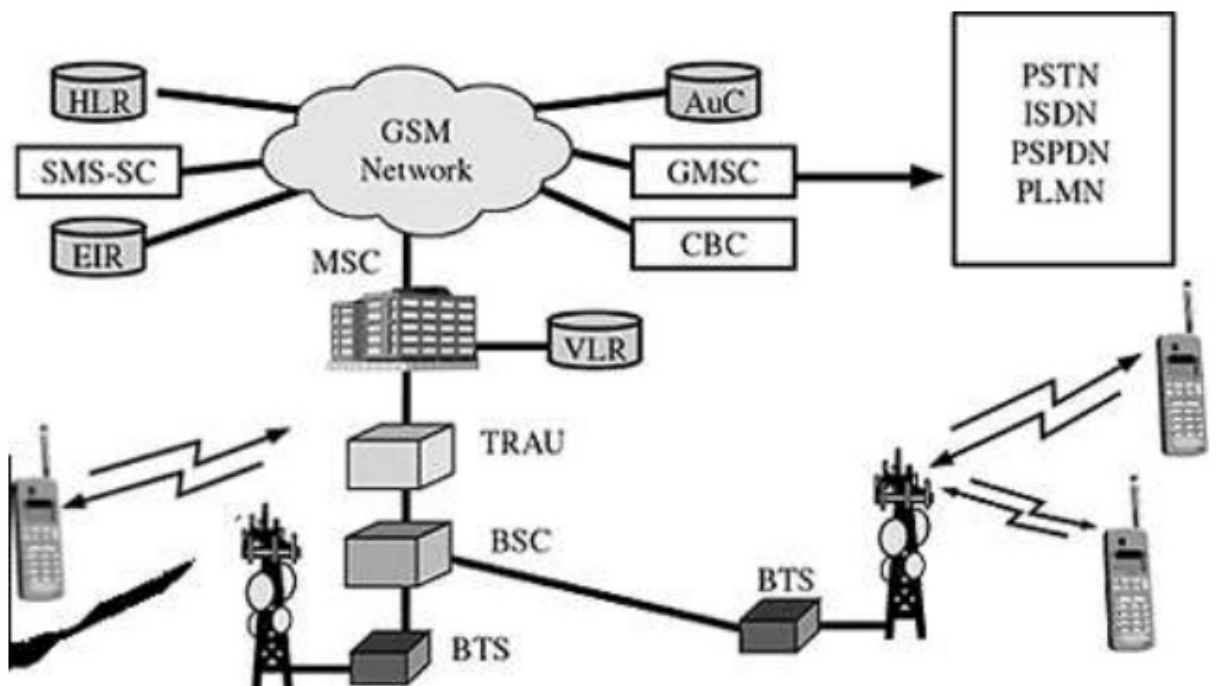 HLR
AuC
PSTN
ISDN
PSPDN
PLMN
GSM
Network
SMS-SC
GMSC
EIR
CBC
MSC
VLR
TRAU
BSC
BTS
BTS